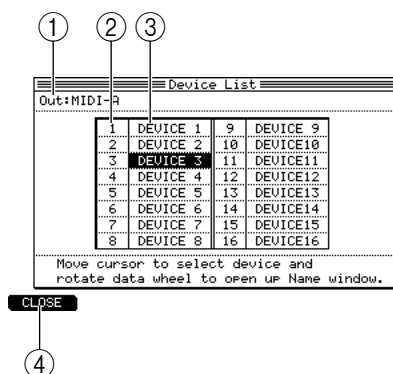 1 2 3
Device List
Out:MIDI-A
1 DEVICE 1 9 DEVICE 9
2 DEVICE 2 10 DEVICE10
3 DEVICE 3 11 DEVICE11
4 DEVICE 4 12 DEVICE12
5 DEVICE 5 13 DEVICE13
6 DEVICE 6 14 DEVICE14
7 DEVICE 7 15 DEVICE15
8 DEVICE 8 16 DEVICE16
Move cursor to select device and
rotate data wheel to open up Name window.
CLOSE
4